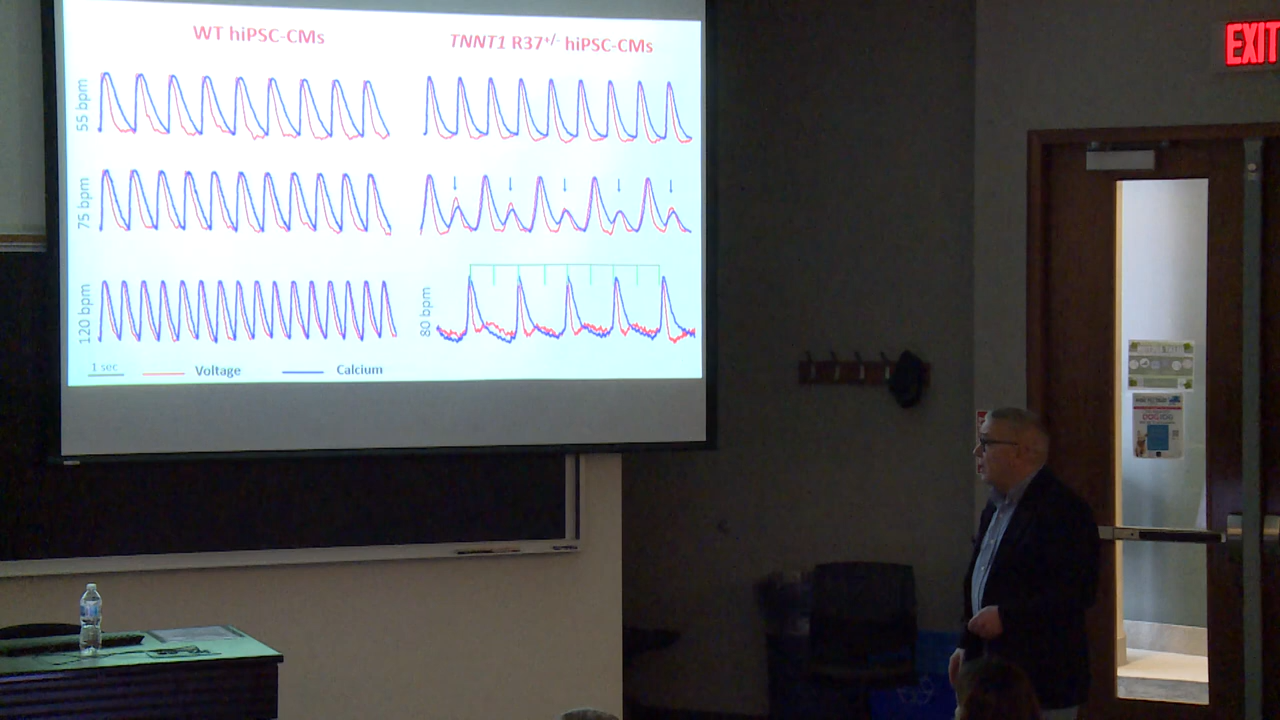 WT hiPSC-CMs
TNNT1 R37+/- hiPSC-CMs
55 bpm
75 bpm
120 bpm
80 bpm
1 sec
Voltage
Calcium
EXIT